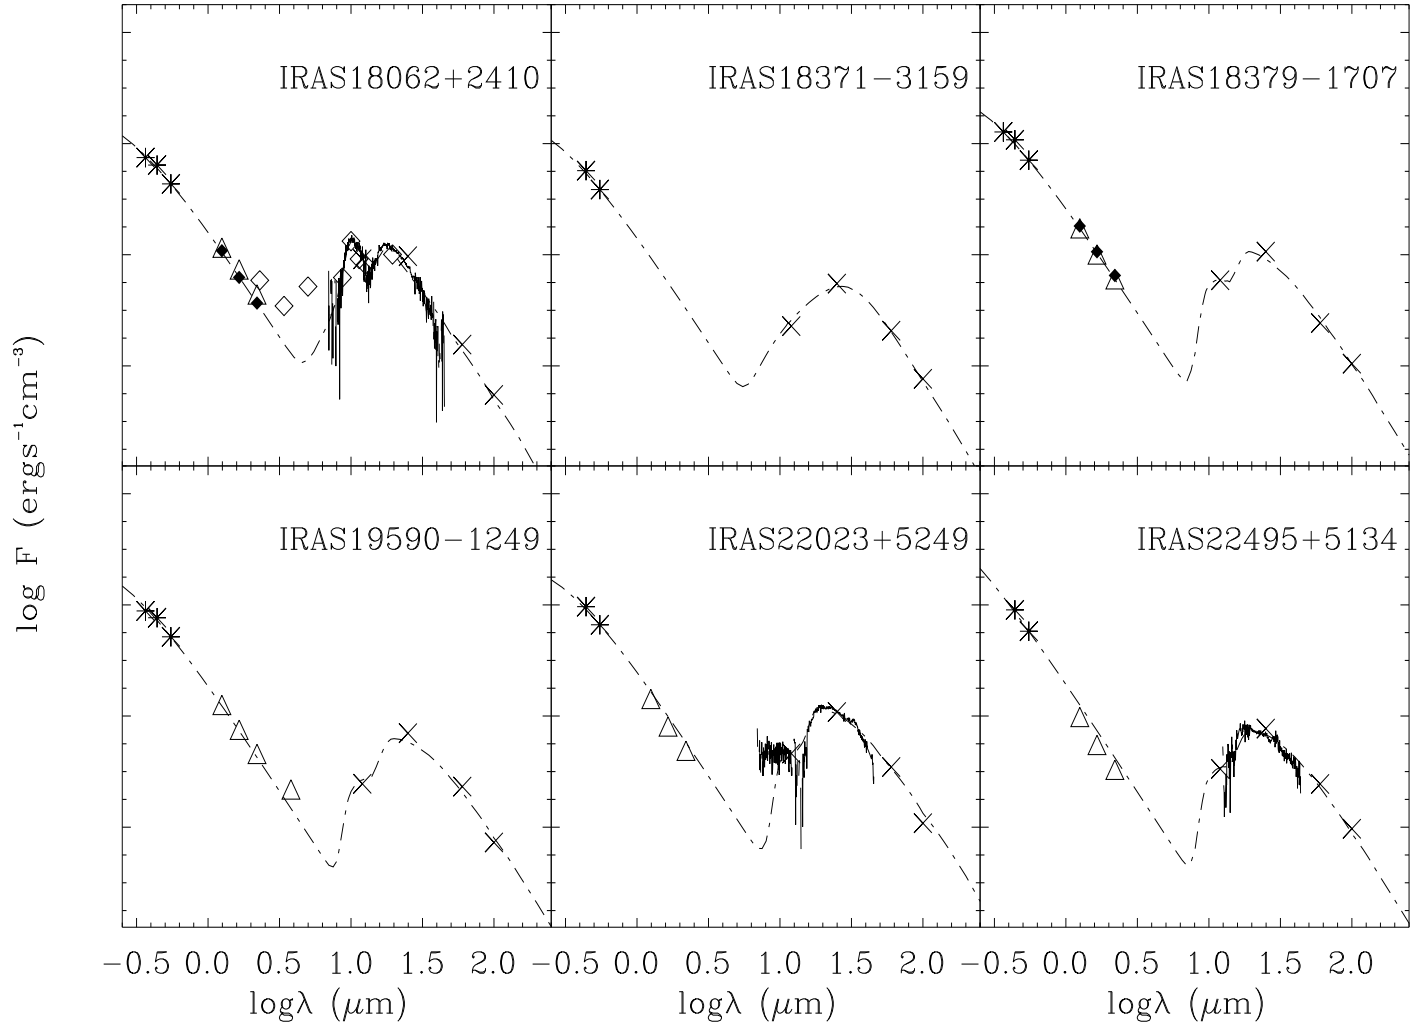 IRAS18062+2410
IRAS18371−3159
IRAS18379−1707
IRAS19590−1249
IRAS22023+5249
IRAS22495+5134
log F (ergs⁻¹cm⁻³)
−0.5 0.0 0.5 1.0 1.5 2.0
−0.5 0.0 0.5 1.0 1.5 2.0
−0.5 0.0 0.5 1.0 1.5 2.0
logλ (μm)
logλ (μm)
logλ (μm)